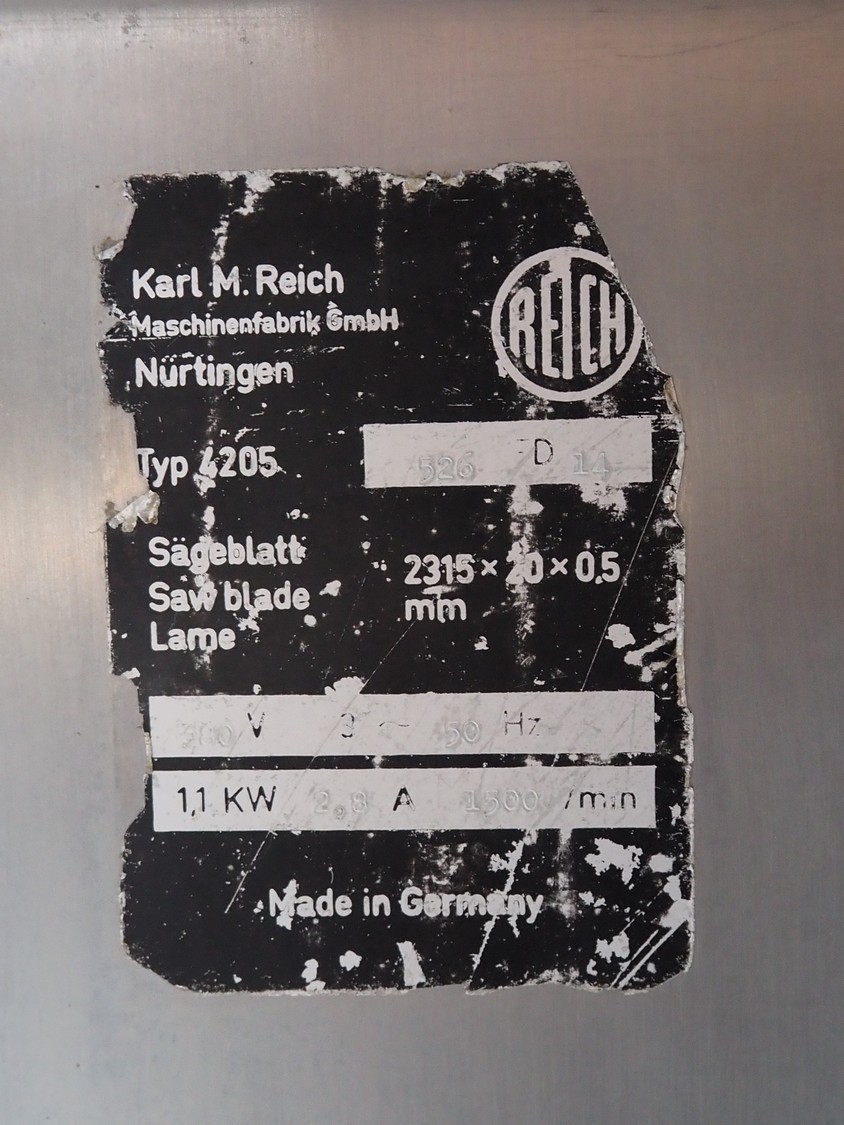 Karl M. Reich
Maschinenfabrik GmbH
Nürtingen
REICH
Typ 4205
526 D 14
Sägeblatt
Saw blade
Lame
2315 × 20 × 0,5
mm
V 3 ~ 50 Hz
1,1 KW 2,8 A 1500 /min
Made in Germany